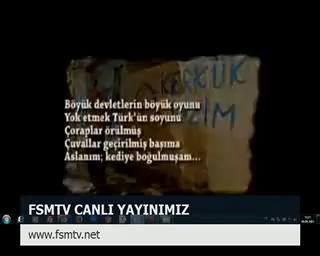 KERKÜK
Böyük devletlerin böyük oyunu
Yok etmek Türk'ün soyunu
Çoraplar örülmüş
Çuvallar geçirilmiş başıma
Aslanım; kediye boğulmuşam...
FSMTV CANLI YAYINIMIZ
www.fsmtv.net